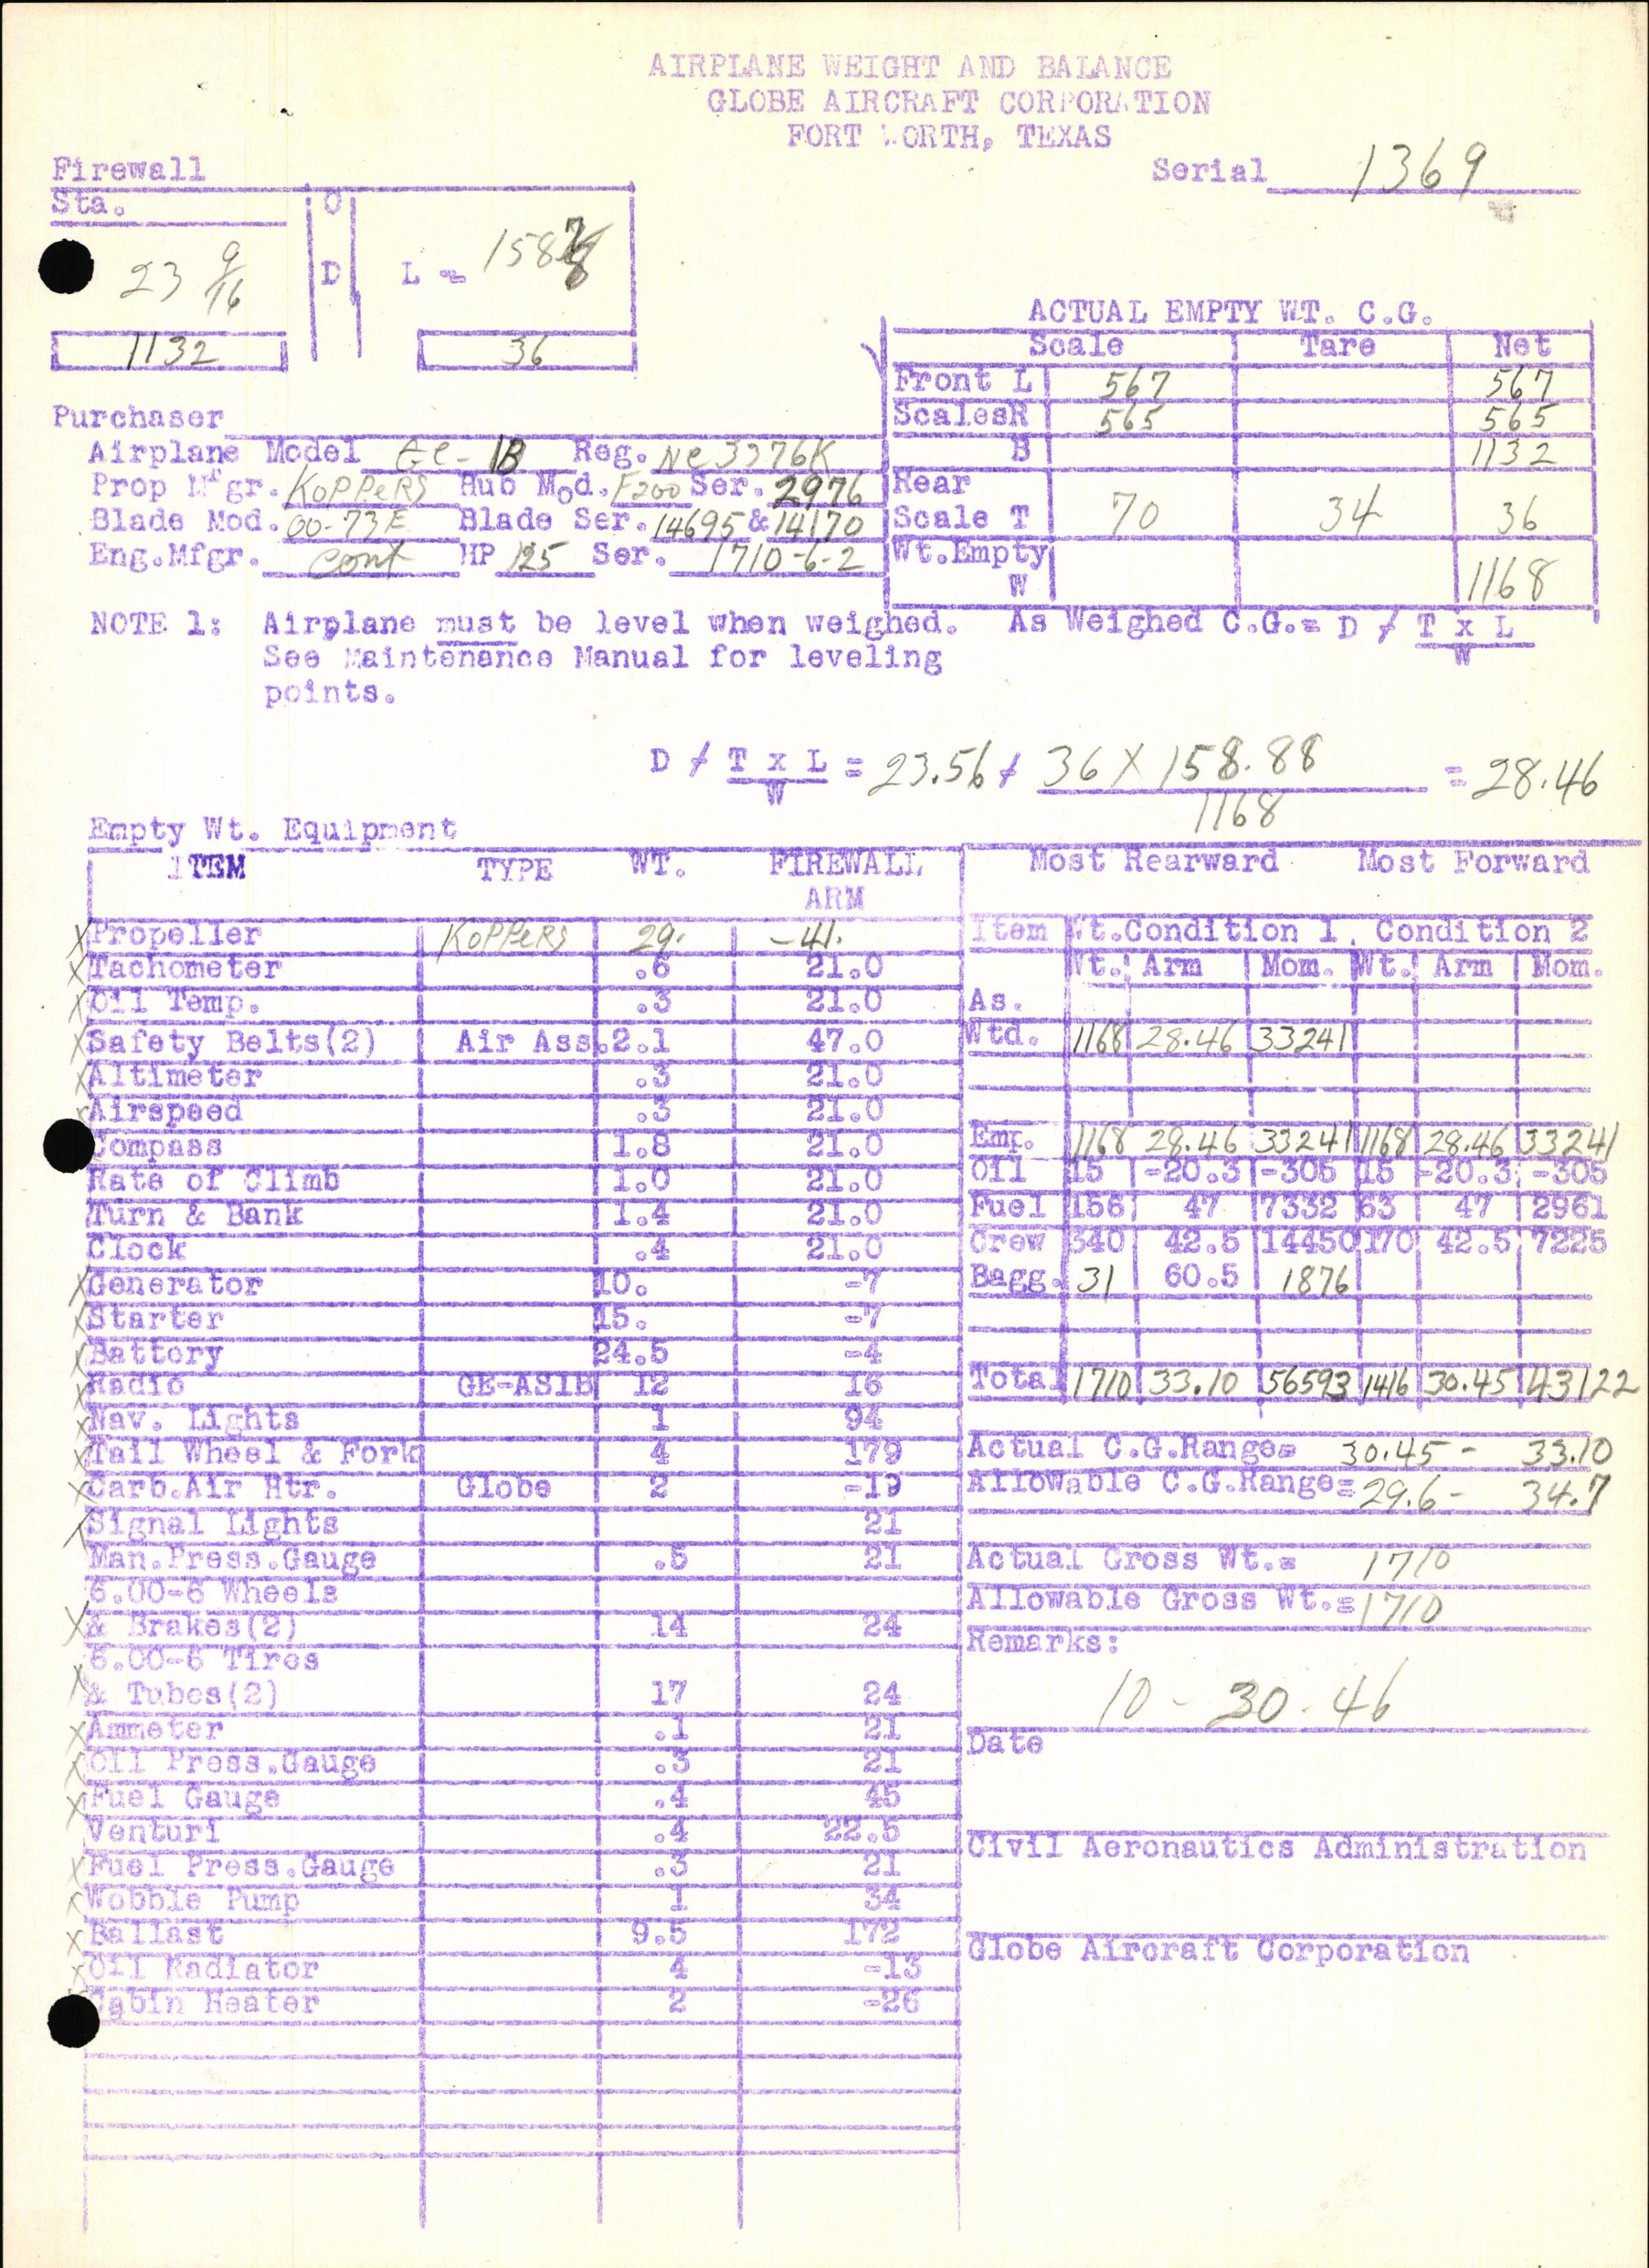 AIRPLANE WEIGHT AND BALANCE
GLOBE AIRCRAFT CORPORATION
FORT WORTH, TEXAS
Serial 1369
Firewall
Sta.
23 9/16
O
D
L = 158 7/8
1132
36
ACTUAL EMPTY WT. C.G.
Scale Tare Net
Front L 567 567
ScalesR 565 565
B 1132
Rear
Scale T 70 34 36
Wt.Empty
W 1168
Purchaser
Airplane Model GC-1B Reg. NC 3376K
Prop Mfgr. KOPPERS Hub Mod. F200 Ser. 2976
Blade Mod. 00-73E Blade Ser. 14695 & 14170
Eng.Mfgr. Cont HP 125 Ser. 1710-6-2
NOTE 1: Airplane must be level when weighed.
See Maintenance Manual for leveling
points.
As Weighed C.G.= D / T x L
W
D / T x L = 23.56 + 36 X 158.88 = 28.46
W 1168
Empty Wt. Equipment
ITEM TYPE WT. FIREWALL
ARM
X Propeller KOPPERS 29. -41.
X Tachometer .6 21.0
X Oil Temp. .3 21.0
X Safety Belts(2) Air Ass. 2.1 47.0
X Altimeter .3 21.0
X Airspeed .3 21.0
Compass 1.8 21.0
Rate of Climb 1.0 21.0
Turn & Bank 1.4 21.0
Clock .4 21.0
X Generator 10. -7
X Starter 15. -7
X Battery 24.5 -4
X Radio GE-AS1B 12 16
X Nav. Lights 1 94
X Tail Wheel & Fork 4 179
X Carb.Air Htr. Globe 2 -19
X Signal Lights 21
Man.Press.Gauge .5 21
6.00-6 Wheels
X & Brakes(2) 14 24
6.00-6 Tires
X & Tubes(2) 17 24
X Ammeter .1 21
X Oil Press.Gauge .3 21
X Fuel Gauge .4 45
Venturi .4 22.5
X Fuel Press.Gauge .3 21
X Wobble Pump 1 34
X Ballast 9.5 172
X Oil Radiator 4 -13
Cabin Heater 2 -26
Most Rearward Most Forward
Item Wt.Condition 1. Condition 2
Wt. Arm Mom. Wt. Arm Mom.
As.
Wtd. 1168 28.46 33241
Emp. 1168 28.46 33241 1168 28.46 33241
Oil 15 -20.3 -305 15 -20.3 -305
Fuel 156 47 7332 63 47 2961
Crew 340 42.5 14450 170 42.5 7225
Bagg. 31 60.5 1876
Total 1710 33.10 56593 1416 30.45 43122
Actual C.G.Range= 30.45 - 33.10
Allowable C.G.Range= 29.6 - 34.7
Actual Gross Wt.= 1710
Allowable Gross Wt.= 1710
Remarks:
10 - 30 - 46
Date
Civil Aeronautics Administration
Globe Aircraft Corporation